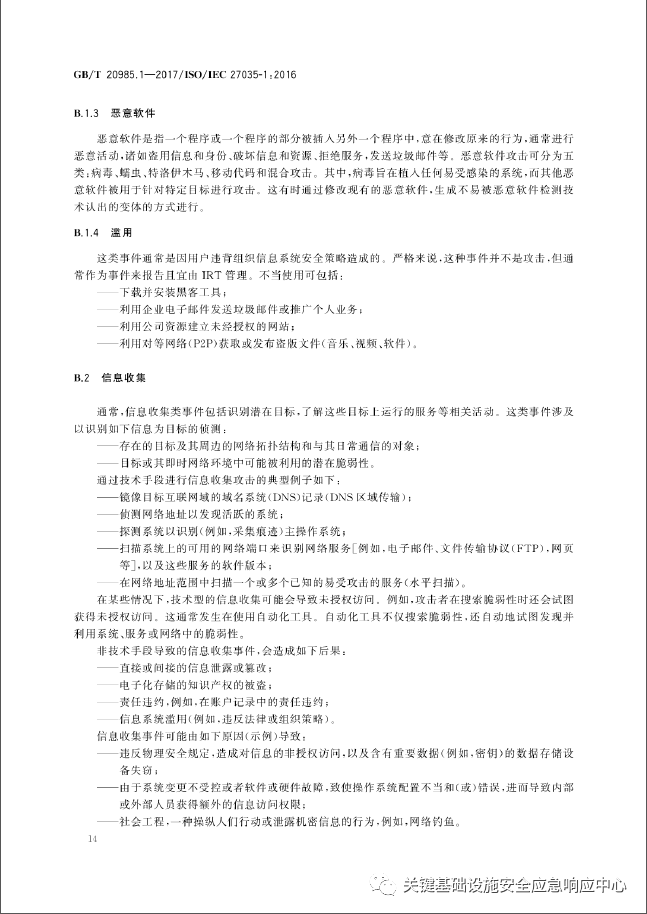 GB/T 20985.1—2017/ISO/IEC 27035-1:2016
B.1.3 恶意软件
恶意软件是指一个程序或一个程序的部分被插入另外一个程序中,意在修改原来的行为,通常进行
恶意活动,诸如盗用信息和身份、破坏信息和资源、拒绝服务,发送垃圾邮件等。恶意软件攻击可分为五
类:病毒、蠕虫、特洛伊木马、移动代码和混合攻击。其中,病毒旨在植入任何易受感染的系统,而其他恶
意软件被用于针对特定目标进行攻击。这有时通过修改现有的恶意软件,生成不易被恶意软件检测技
术认出的变体的方式进行。
B.1.4 滥用
这类事件通常是因用户违背组织信息系统安全策略造成的。严格来说,这种事件并不是攻击,但通
常作为事件来报告且宜由 IRT 管理。不当使用可包括:
——下载并安装黑客工具;
——利用企业电子邮件发送垃圾邮件或推广个人业务;
——利用公司资源建立未经授权的网站;
——利用对等网络(P2P)获取或发布盗版文件(音乐、视频、软件)。
B.2 信息收集
通常,信息收集类事件包括识别潜在目标,了解这些目标上运行的服务等相关活动。这类事件涉及
以识别如下信息为目标的侦测:
——存在的目标及其周边的网络拓扑结构和与其日常通信的对象;
——目标或其即时网络环境中可能被利用的潜在脆弱性。
通过技术手段进行信息收集攻击的典型例子如下:
——镜像目标互联网域的域名系统(DNS)记录(DNS 区域传输);
——侦测网络地址以发现活跃的系统;
——探测系统以识别(例如,采集痕迹)主操作系统;
——扫描系统上的可用的网络端口来识别网络服务[例如,电子邮件、文件传输协议(FTP),网页
等],以及这些服务的软件版本;
——在网络地址范围中扫描一个或多个已知的易受攻击的服务(水平扫描)。
在某些情况下,技术型的信息收集可能会导致未授权访问。例如,攻击者在搜索脆弱性时还会试图
获得未授权访问。这通常发生在使用自动化工具。自动化工具不仅搜索脆弱性,还自动地试图发现并
利用系统、服务或网络中的脆弱性。
非技术手段导致的信息收集事件,会造成如下后果:
——直接或间接的信息泄露或篡改;
——电子化存储的知识产权的被盗;
——责任违约,例如,在账户记录中的责任违约;
——信息系统滥用(例如,违反法律或组织策略)。
信息收集事件可能由如下原因(示例)导致:
——违反物理安全规定,造成对信息的非授权访问,以及含有重要数据(例如,密钥)的数据存储设
备失窃;
——由于系统变更不受控或者软件或硬件故障,致使操作系统配置不当和(或)错误,进而导致内部
或外部人员获得额外的信息访问权限;
——社会工程,一种操纵人们行动或泄露机密信息的行为,例如,网络钓鱼。
14
关键基础设施安全应急响应中心